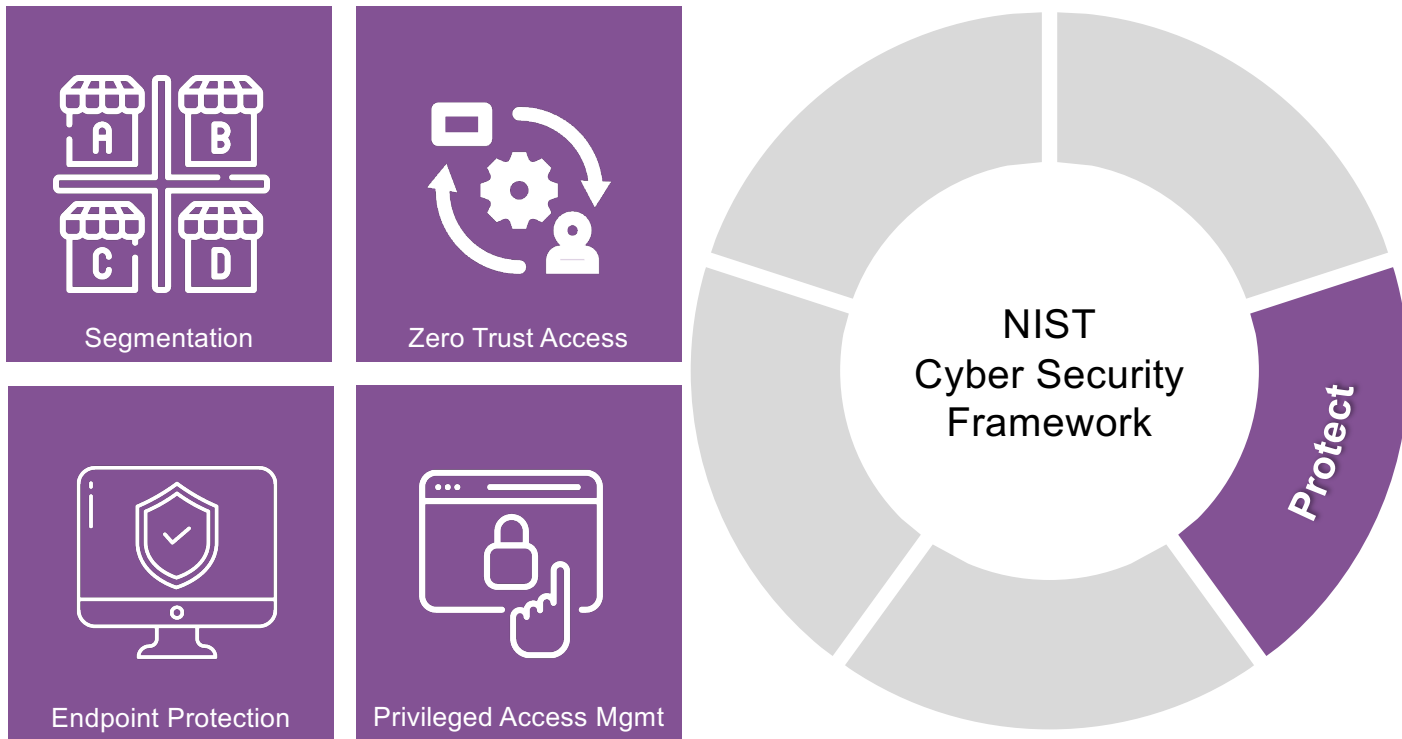 A
B
C
D
Segmentation
Zero Trust Access
Endpoint Protection
Privileged Access Mgmt
NIST
Cyber Security
Framework
Protect